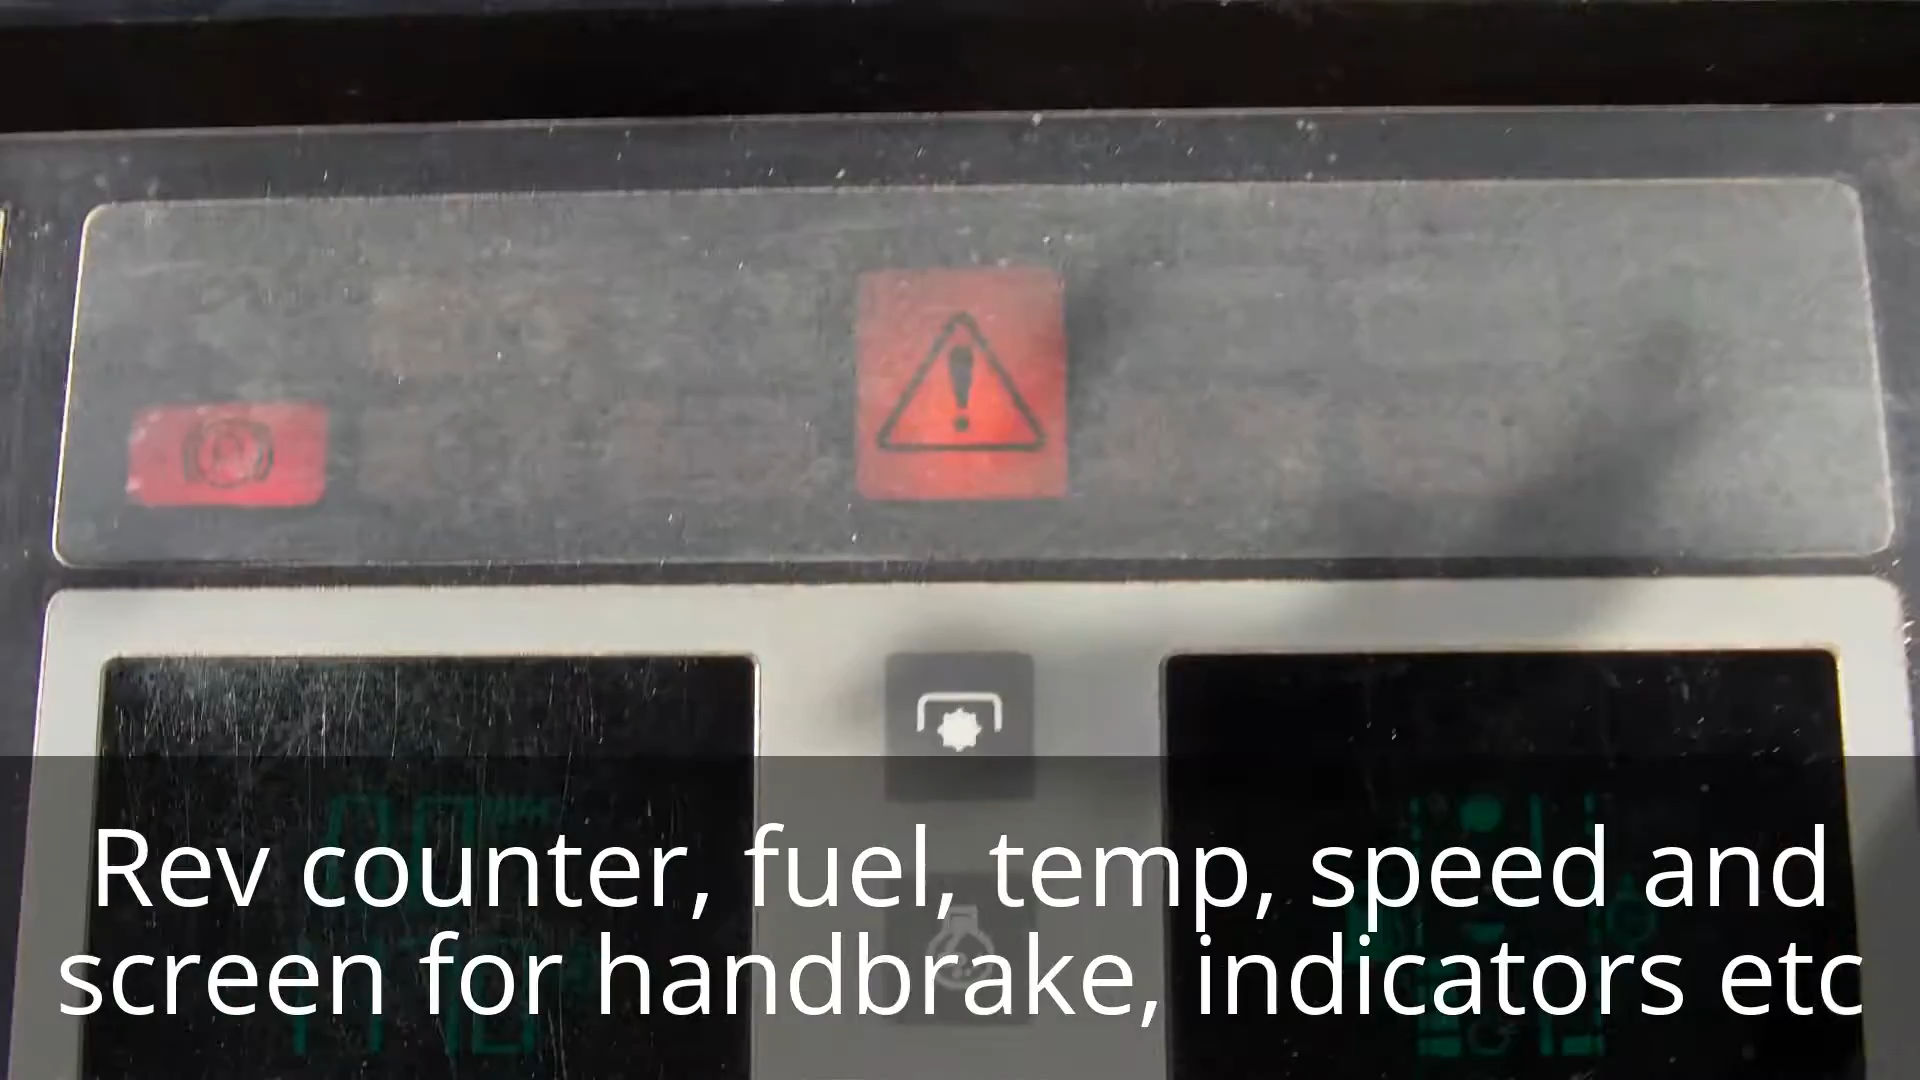 Rev counter, fuel, temp, speed and
screen for handbrake, indicators etc